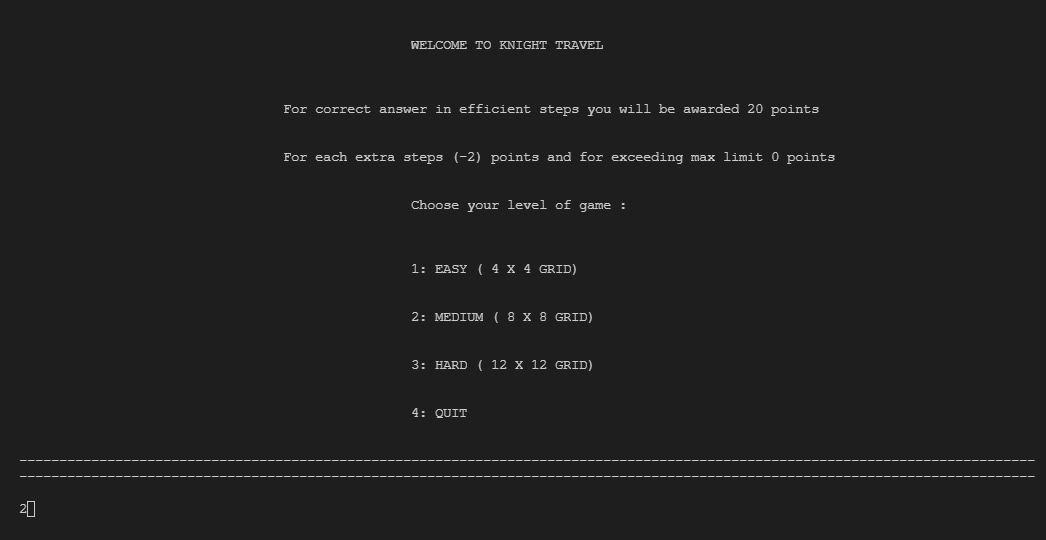 WELCOME TO KNIGHT TRAVEL
For correct answer in efficient steps you will be awarded 20 points
For each extra steps (-2) points and for exceeding max limit 0 points
Choose your level of game :
1: EASY ( 4 X 4 GRID)
2: MEDIUM ( 8 X 8 GRID)
3: HARD ( 12 X 12 GRID)
4: QUIT
-------------------------------------------------------------------------------------------------------------------------------
-------------------------------------------------------------------------------------------------------------------------------
2